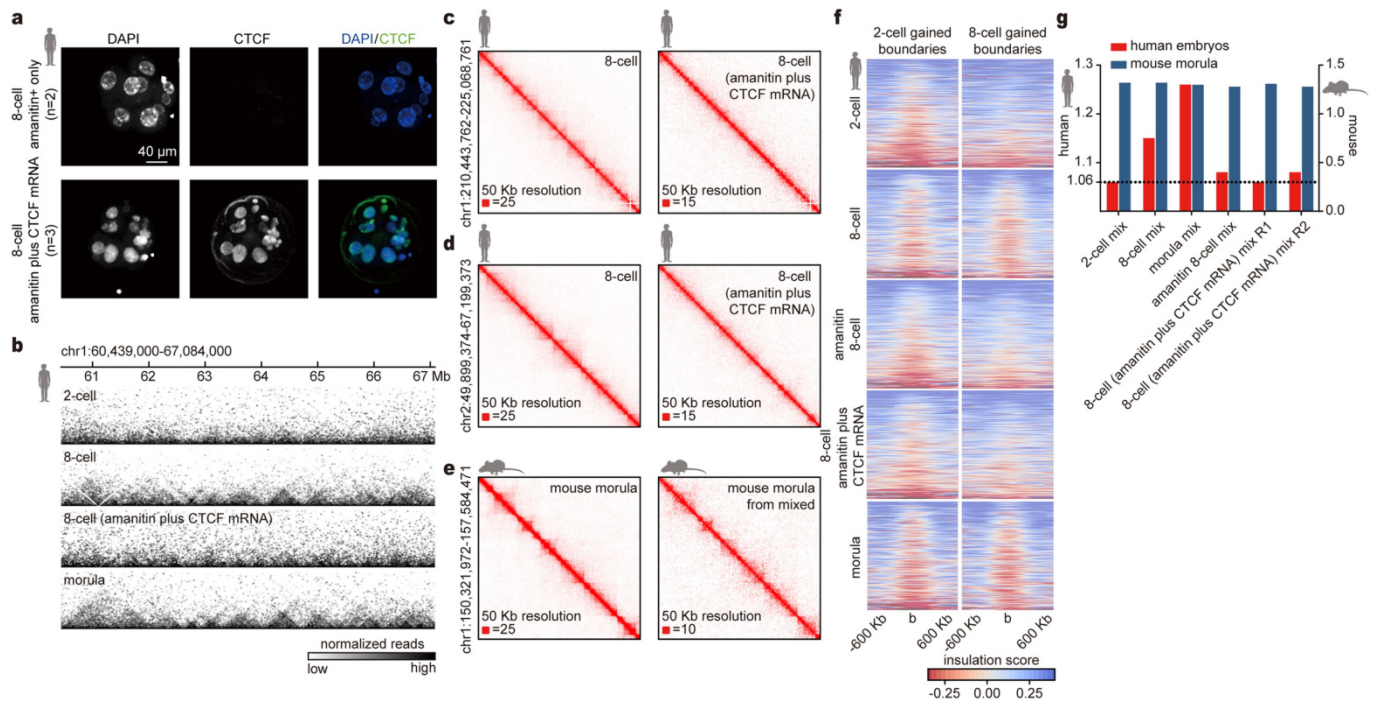 a
DAPI
CTCF
DAPI/CTCF
8-cell
amanitin+ only
(n=2)
40 μm
8-cell
amanitin plus CTCF mRNA
(n=3)
b
chr1:60,439,000-67,084,000
61
62
63
64
65
66
67 Mb
2-cell
8-cell
8-cell (amanitin plus CTCF mRNA)
morula
normalized reads
low
high
c
chr1:210,443,762-225,068,761
8-cell
50 Kb resolution
=25
8-cell
(amanitin plus
CTCF mRNA)
50 Kb resolution
=15
d
chr2:49,899,374-67,199,373
8-cell
50 Kb resolution
=25
8-cell
(amanitin plus
CTCF mRNA)
50 Kb resolution
=15
e
chr1:150,321,972-157,584,471
mouse morula
50 Kb resolution
=25
mouse morula
from mixed
50 Kb resolution
=10
f
2-cell gained
boundaries
8-cell gained
boundaries
2-cell
8-cell
amanitin
8-cell
8-cell
amanitin plus
CTCF mRNA
morula
-600 Kb
b
600 Kb
-600 Kb
b
600 Kb
insulation score
-0.25
0.00
0.25
g
human embryos
mouse morula
human
1.3
1.2
1.1
1.06
mouse
1.5
1.0
0.5
0.0
2-cell mix
8-cell mix
morula mix
amanitin 8-cell mix
8-cell (amanitin plus CTCF mRNA) mix R1
8-cell (amanitin plus CTCF mRNA) mix R2